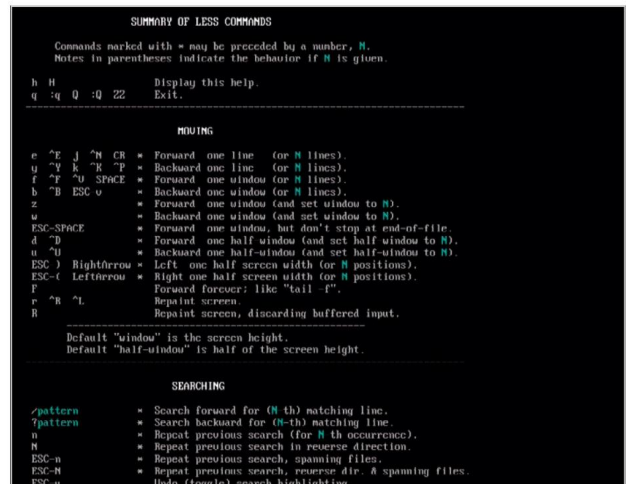 SUMMARY OF LESS COMMANDS
Commands marked with * may be preceded by a number, N.
Notes in parentheses indicate the behavior if N is given.
h H Display this help.
q :q Q :Q ZZ Exit.
MOVING
e ^E j ^N CR * Forward one line (or N lines).
y ^Y k ^K ^P * Backward one line (or N lines).
f ^F ^V SPACE * Forward one window (or N lines).
b ^B ESC-v * Backward one window (or N lines).
z * Forward one window (and set window to N).
w * Backward one window (and set window to N).
ESC-SPACE * Forward one window, but don't stop at end-of-file.
d ^D * Forward one half-window (and set half-window to N).
u ^U * Backward one half-window (and set half-window to N).
ESC-) RightArrow * Left one half screen width (or N positions).
ESC-( LeftArrow * Right one half screen width (or N positions).
F Forward forever; like "tail -f".
r ^R ^L Repaint screen.
R Repaint screen, discarding buffered input.
Default "window" is the screen height.
Default "half-window" is half of the screen height.
SEARCHING
/pattern * Search forward for (N-th) matching line.
?pattern * Search backward for (N-th) matching line.
n * Repeat previous search (for N-th occurrence).
N * Repeat previous search in reverse direction.
ESC-n * Repeat previous search, spanning files.
ESC-N * Repeat previous search, reverse dir. & spanning files.
ESC-u Undo (toggle) search highlighting.